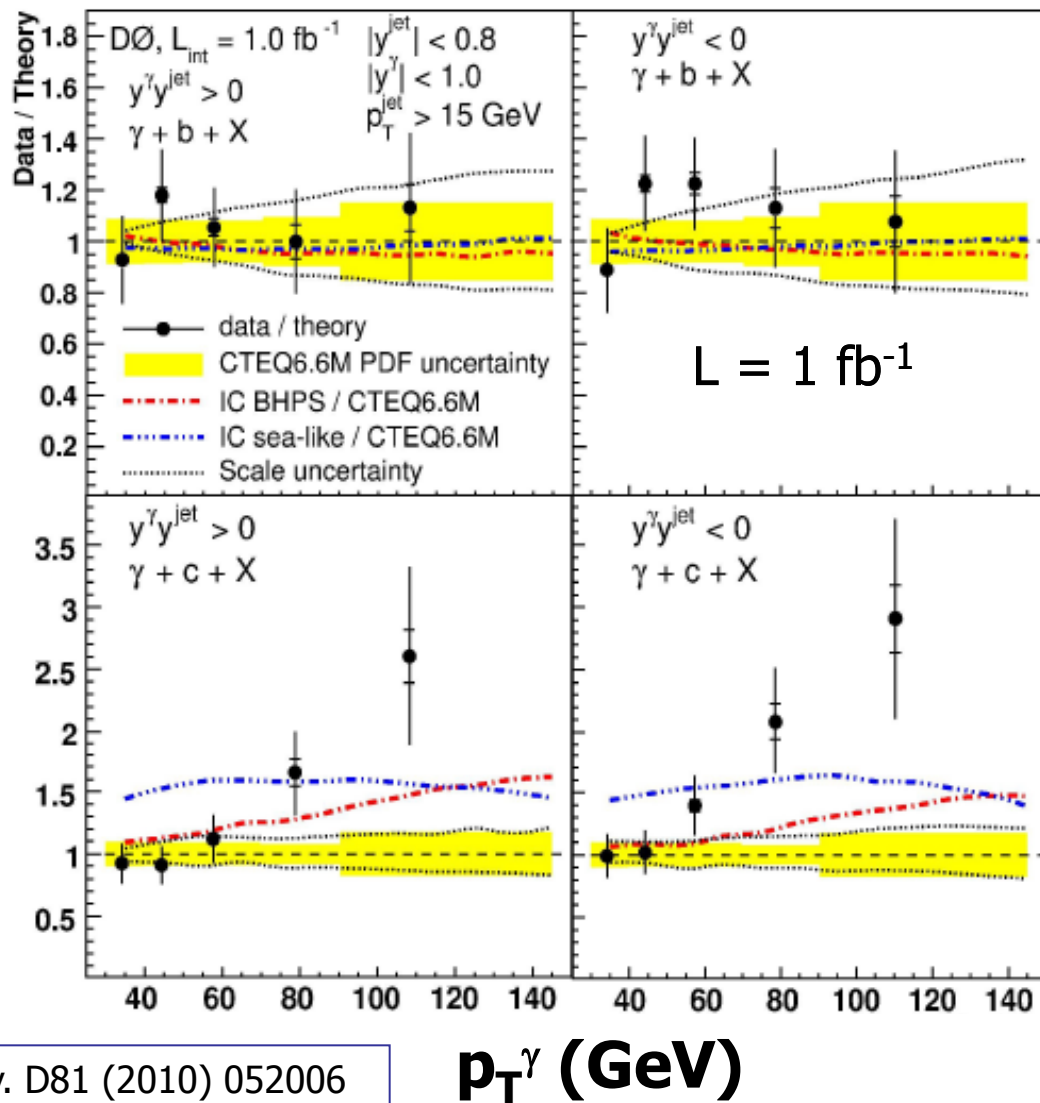 Data / Theory
DØ, L_int = 1.0 fb⁻¹
y^γ y^jet > 0
γ + b + X
|y^jet| < 0.8
|y^γ| < 1.0
p_T^jet > 15 GeV
y^γ y^jet < 0
γ + b + X
1.8
1.6
1.4
1.2
1
0.8
0.6
0.4
0.2
data / theory
CTEQ6.6M PDF uncertainty
IC BHPS / CTEQ6.6M
IC sea-like / CTEQ6.6M
Scale uncertainty
L = 1 fb⁻¹
y^γ y^jet > 0
γ + c + X
y^γ y^jet < 0
γ + c + X
3.5
3
2.5
2
1.5
1
0.5
40 60 80 100 120 140
40 60 80 100 120 140
p_T^γ (GeV)
. D81 (2010) 052006